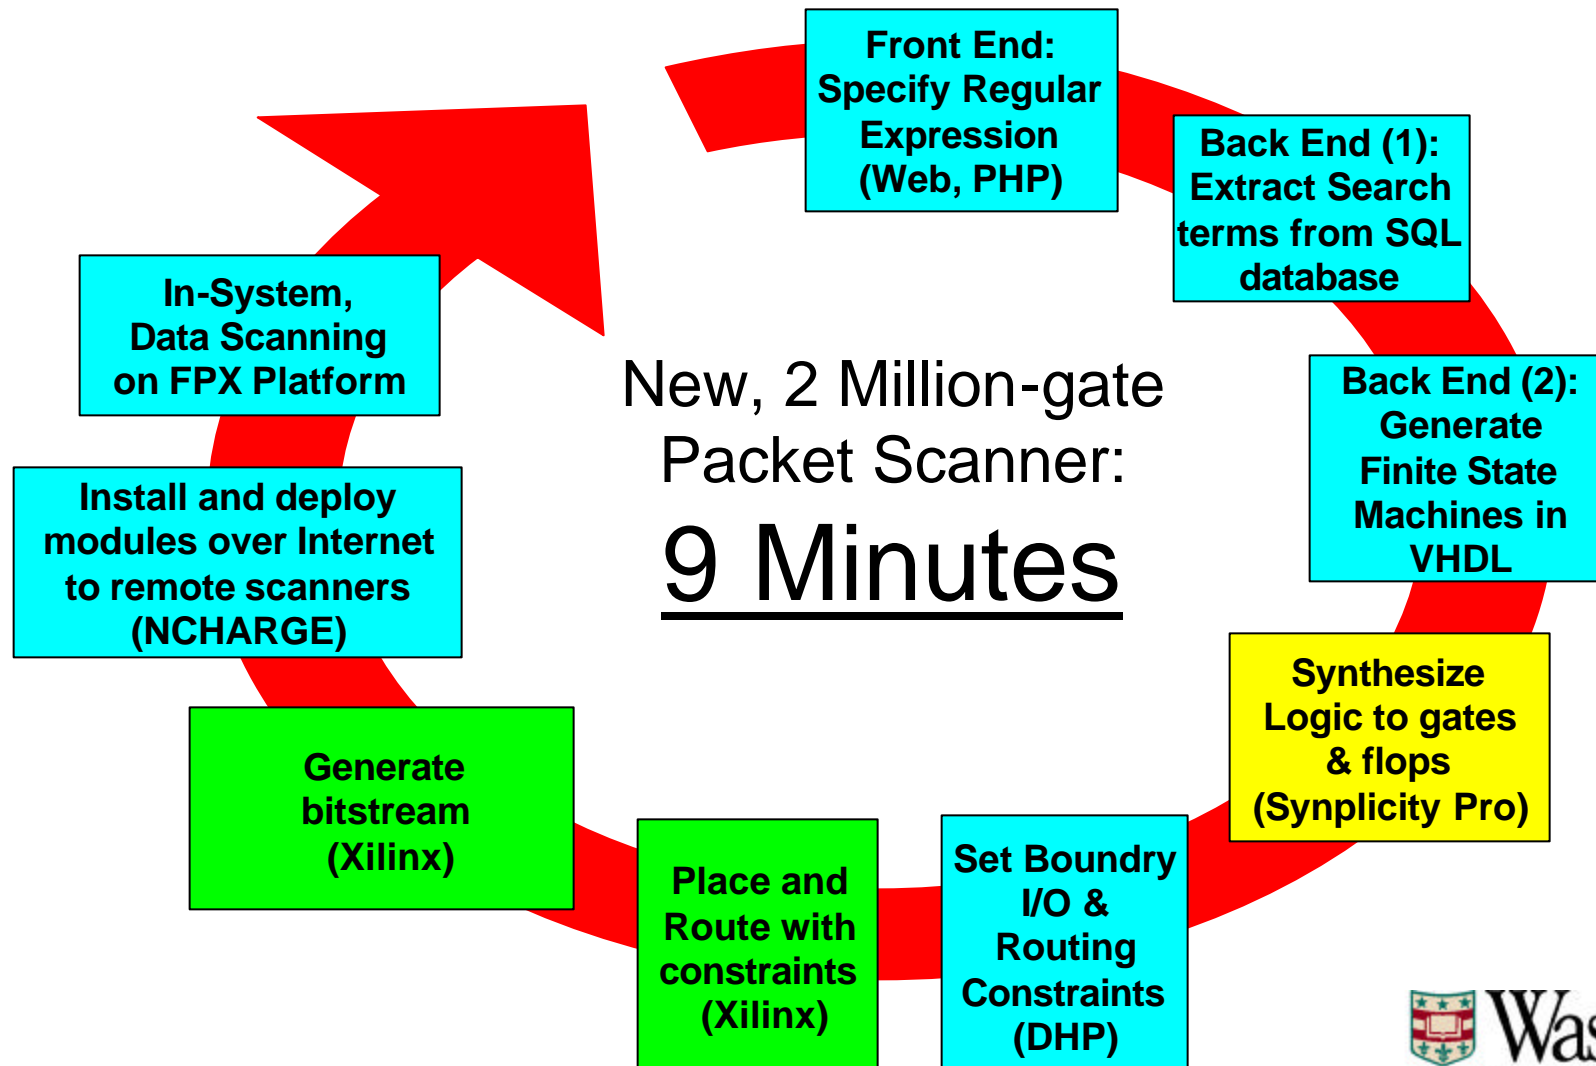 Front End:
Specify Regular
Expression
(Web, PHP)
Back End (1):
Extract Search
terms from SQL
database
Back End (2):
Generate
Finite State
Machines in
VHDL
Synthesize
Logic to gates
& flops
(Synplicity Pro)
Set Boundry
I/O &
Routing
Constraints
(DHP)
Place and
Route with
constraints
(Xilinx)
Generate
bitstream
(Xilinx)
Install and deploy
modules over Internet
to remote scanners
(NCHARGE)
In-System,
Data Scanning
on FPX Platform
New, 2 Million-gate
Packet Scanner:
9 Minutes